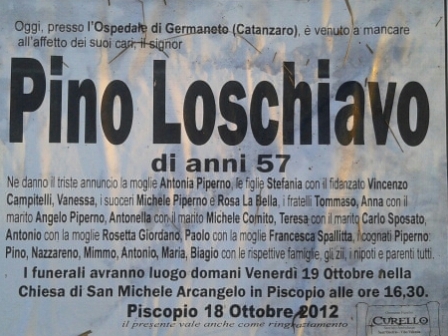 Oggi, presso l'Ospedale di Germaneto (Catanzaro), è venuto a mancare
all'affetto dei suoi cari, il signor
Pino Loschiavo
di anni 57
Ne danno il triste annuncio la moglie Antonia Piperno, le figlie Stefania con il fidanzato Vincenzo
Campitelli, Vanessa, i suoceri Michele Piperno e Rosa La Bella, i fratelli Tommaso, Anna con il
marito Angelo Piperno, Antonella con il marito Michele Comito, Teresa con il marito Carlo Sposato,
Antonio con la moglie Rosetta Giordano, Paolo con la moglie Francesca Spallitta, i cognati Piperno:
Pino, Nazzareno, Mimmo, Antonio, Maria, Biagio con le rispettive famiglie, gli zii, i nipoti e parenti tutti.
I funerali avranno luogo domani Venerdì 19 Ottobre nella
Chiesa di San Michele Arcangelo in Piscopio alle ore 16,30.
Piscopio 18 Ottobre 2012
il presente vale anche come ringraziamento
CURELLO